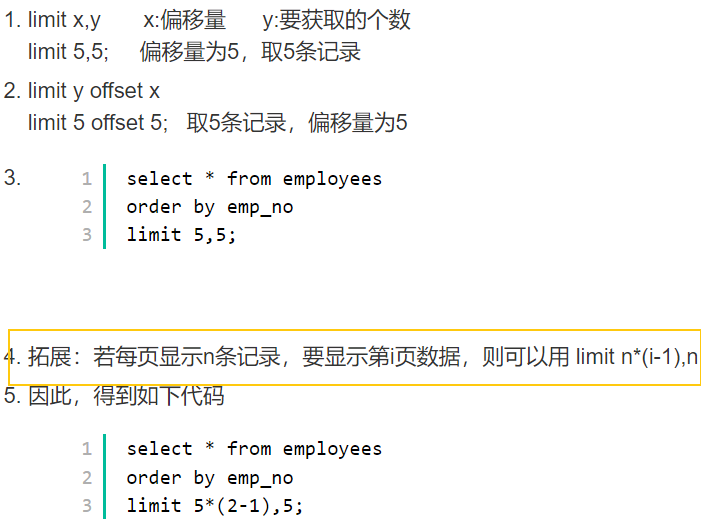 1. limit x,y x:偏移量 y:要获取的个数
limit 5,5; 偏移量为5，取5条记录
2. limit y offset x
limit 5 offset 5; 取5条记录，偏移量为5
3.
1 select * from employees
2 order by emp_no
3 limit 5,5;
4. 拓展：若每页显示n条记录，要显示第i页数据，则可以用 limit n*(i-1),n
5. 因此，得到如下代码
1 select * from employees
2 order by emp_no
3 limit 5*(2-1),5;